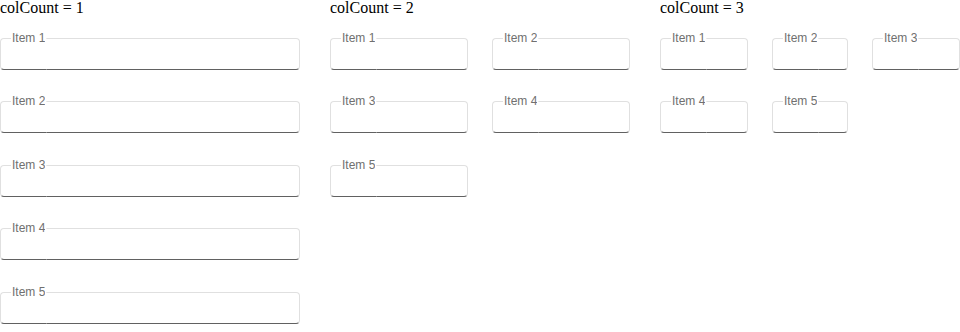 colCount = 1
Item 1
Item 2
Item 3
Item 4
Item 5
colCount = 2
Item 1 Item 2
Item 3 Item 4
Item 5
colCount = 3
Item 1 Item 2 Item 3
Item 4 Item 5